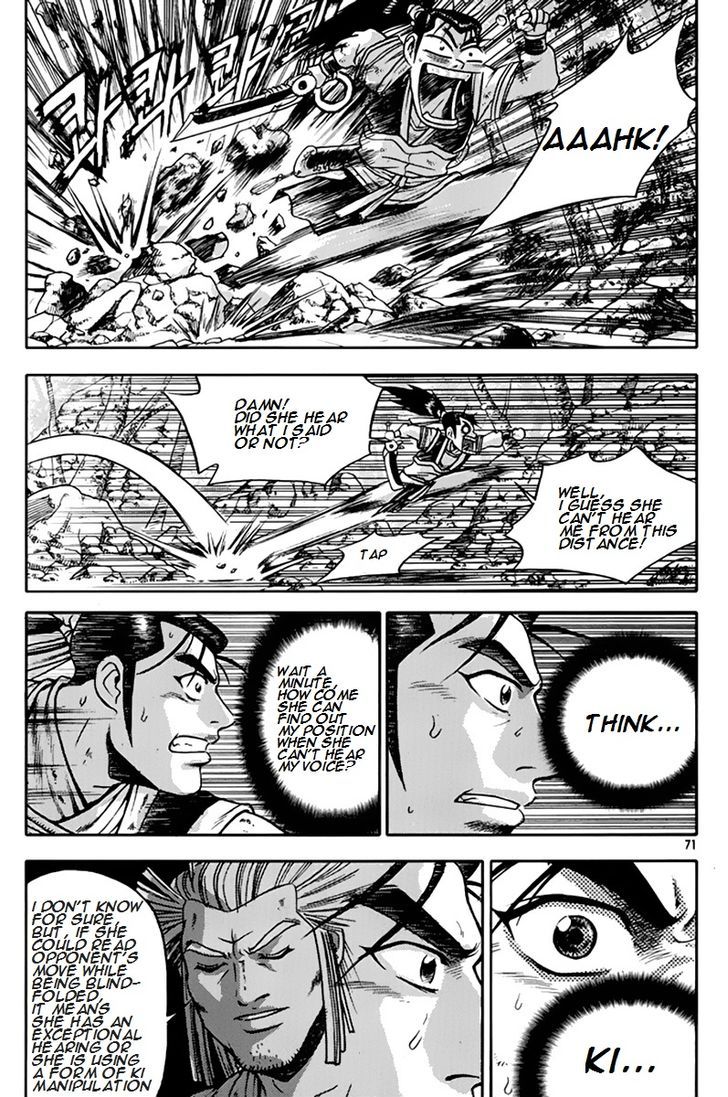 콰
콰
콰
AAAHK!
DAMN!
DID SHE HEAR
WHAT I SAID
OR NOT?
WELL,
I GUESS SHE
CAN'T HEAR
ME FROM THIS
DISTANCE!
TAP
WAIT A
MINUTE,
HOW COME
SHE CAN
FIND OUT
MY POSITION
WHEN SHE
CAN'T HEAR
MY VOICE?
THINK...
71
I DON'T KNOW
FOR SURE,
BUT, IF SHE
COULD READ
OPPONENT'S
MOVE WHILE
BEING BLIND-
FOLDED,
IT MEANS
SHE HAS AN
EXCEPTIONAL
HEARING OR
SHE IS USING
A FORM OF KI
MANIPULATION
KI...